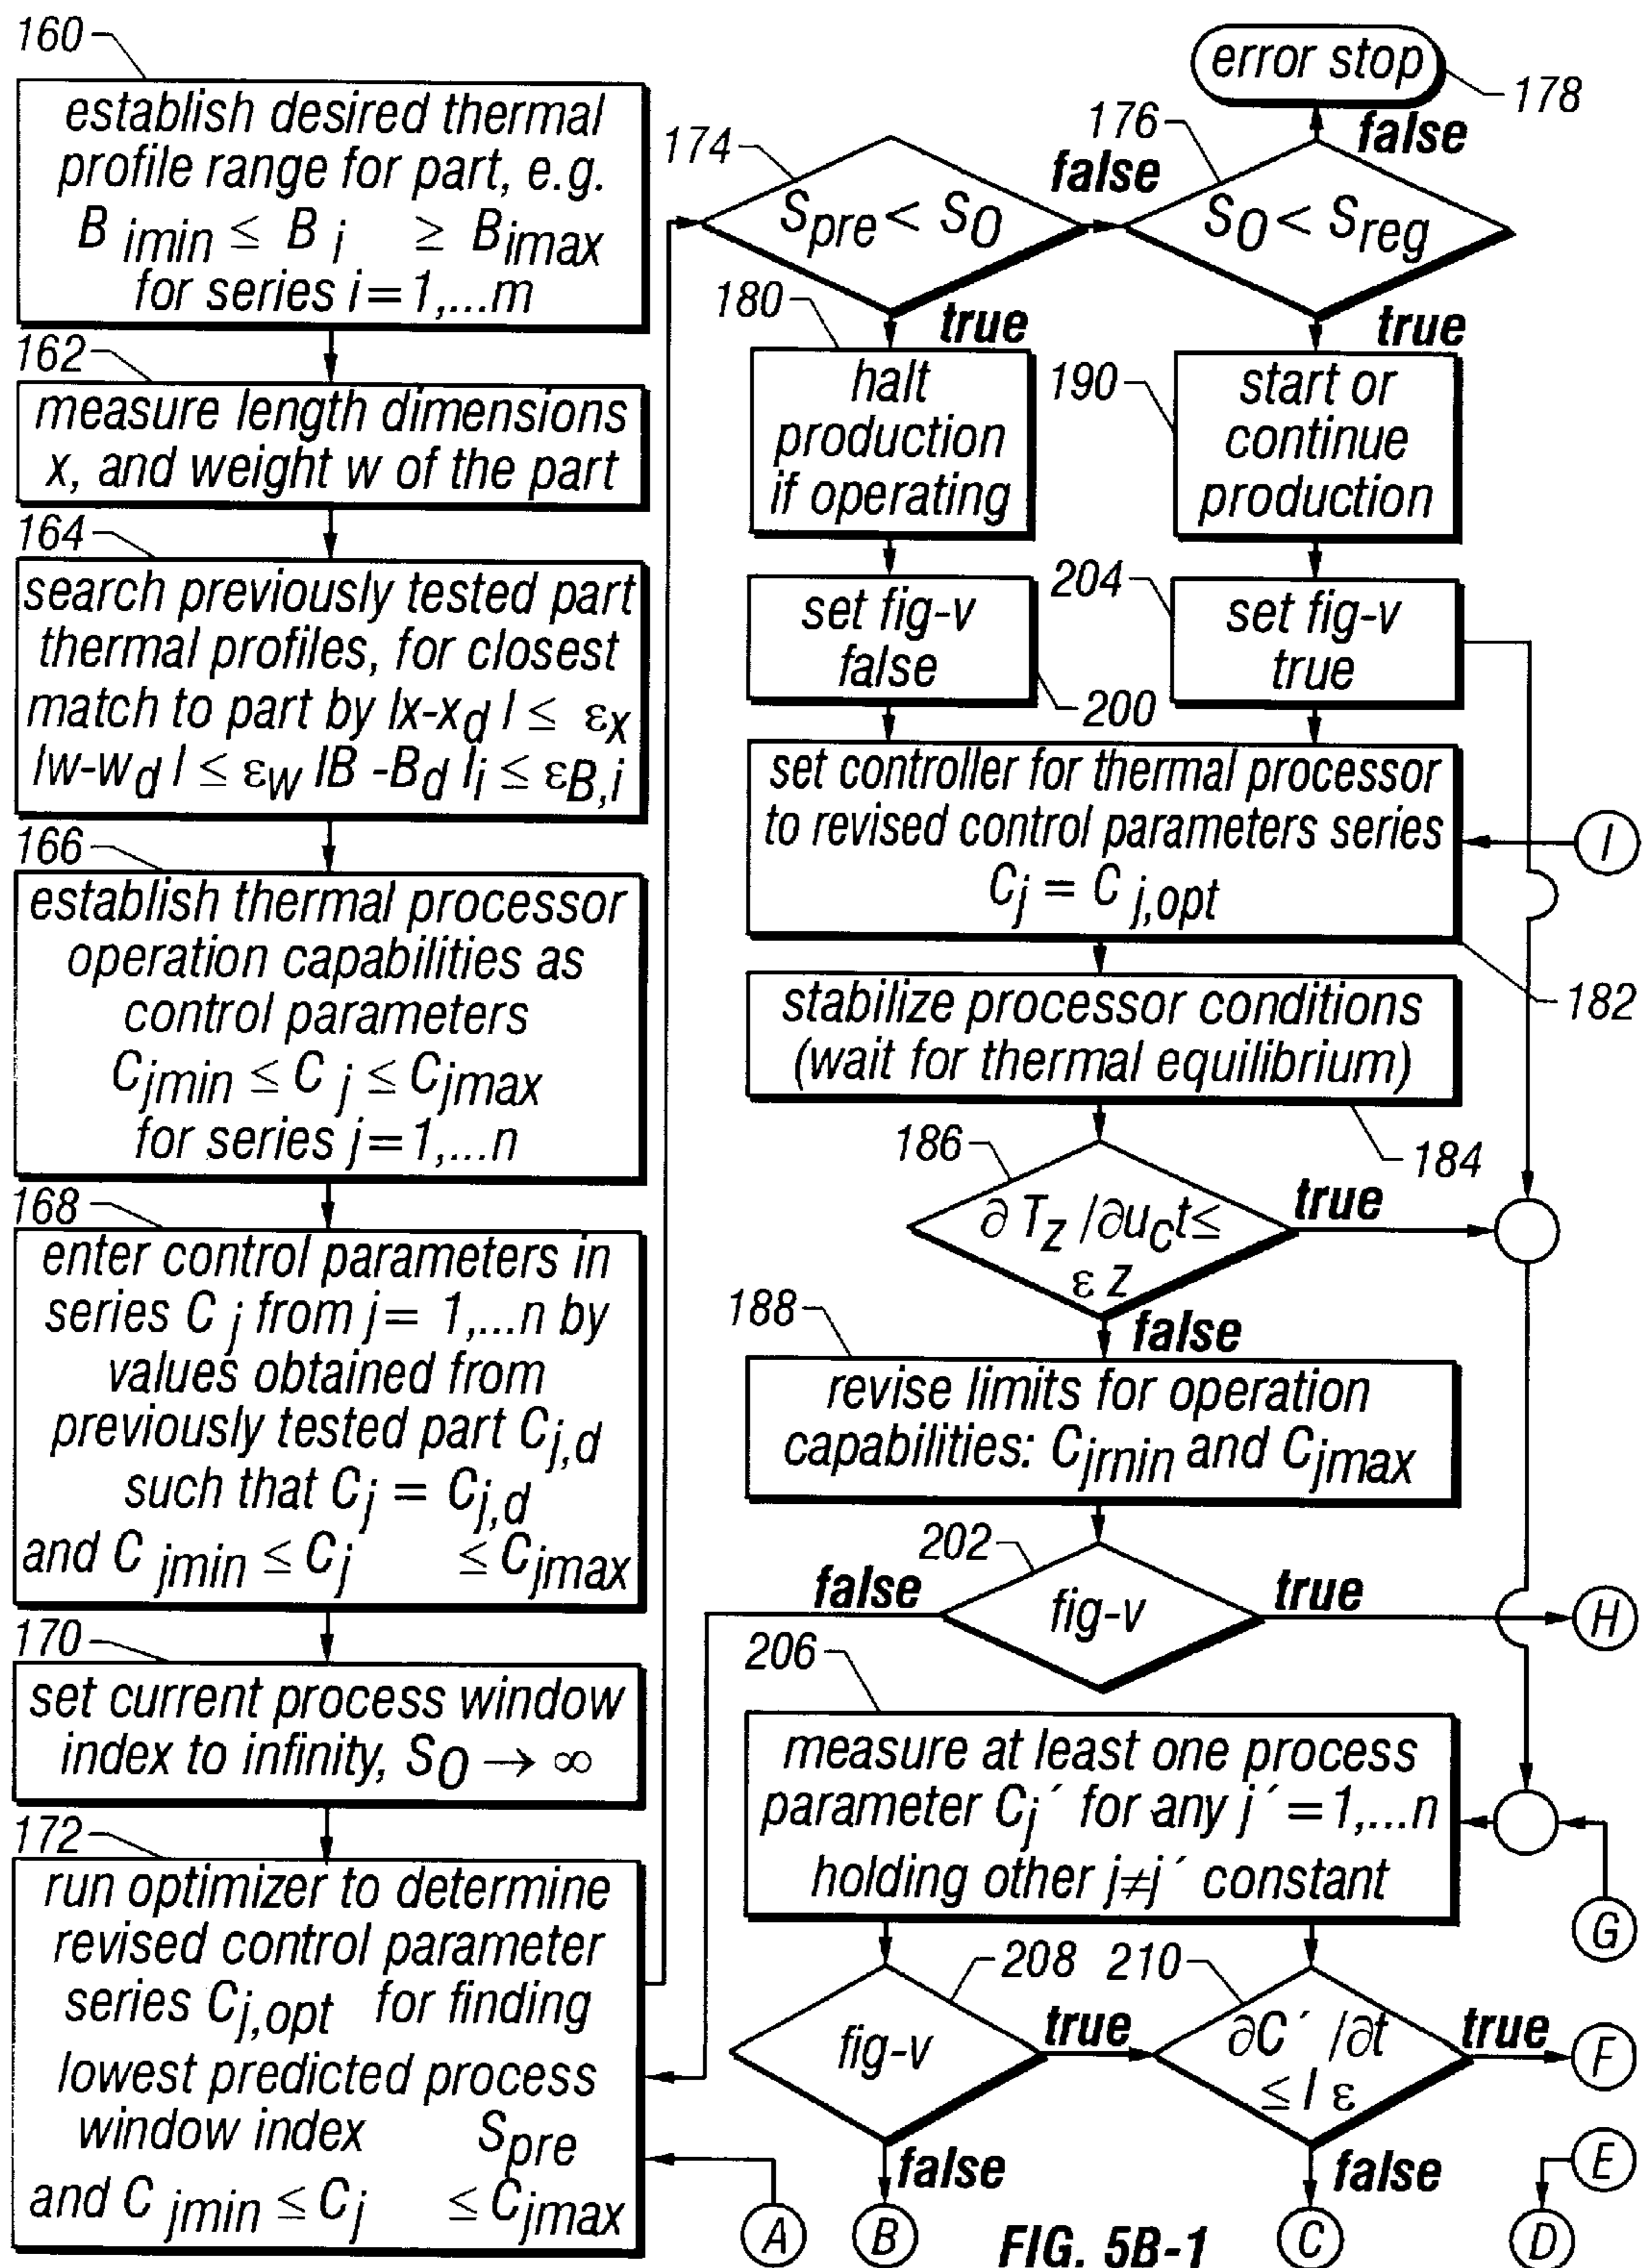 160
establish desired thermal
profile range for part, e.g.
B imin ≤ B i ≥ Bimax
for series i=1,...m
162
measure length dimensions
x, and weight w of the part
164
search previously tested part
thermal profiles, for closest
match to part by |x-xd| ≤ εx
|w-wd| ≤ εw |B -Bd|i ≤ εB,i
166
establish thermal processor
operation capabilities as
control parameters
Cjmin ≤ C j ≤ Cjmax
for series j=1,...n
168
enter control parameters in
series C j from j= 1,...n by
values obtained from
previously tested part Cj,d
such that Cj = Cj,d
and C jmin ≤ Cj ≤ Cjmax
170
set current process window
index to infinity, SO → ∞
172
run optimizer to determine
revised control parameter
series Cj,opt for finding
lowest predicted process
window index Spre
and C jmin ≤ Cj ≤ Cjmax
174
Spre < SO
false
true
176
SO < Sreg
false
true
error stop
178
180
halt
production
if operating
190
start or
continue
production
set fig-v
false
200
204
set fig-v
true
set controller for thermal processor
to revised control parameters series
Cj = C j,opt
I
182
stabilize processor conditions
(wait for thermal equilibrium)
184
186
∂ Tz /∂uct≤
ε z
true
false
188
revise limits for operation
capabilities: Cjmin and Cjmax
202
false
fig-v
true
H
206
measure at least one process
parameter Cj´ for any j´ =1,...n
holding other j≠j´ constant
G
208
fig-v
true
false
210
∂C´ /∂t
≤ I ε
true
false
F
E
A
B
C
D
FIG. 5B-1